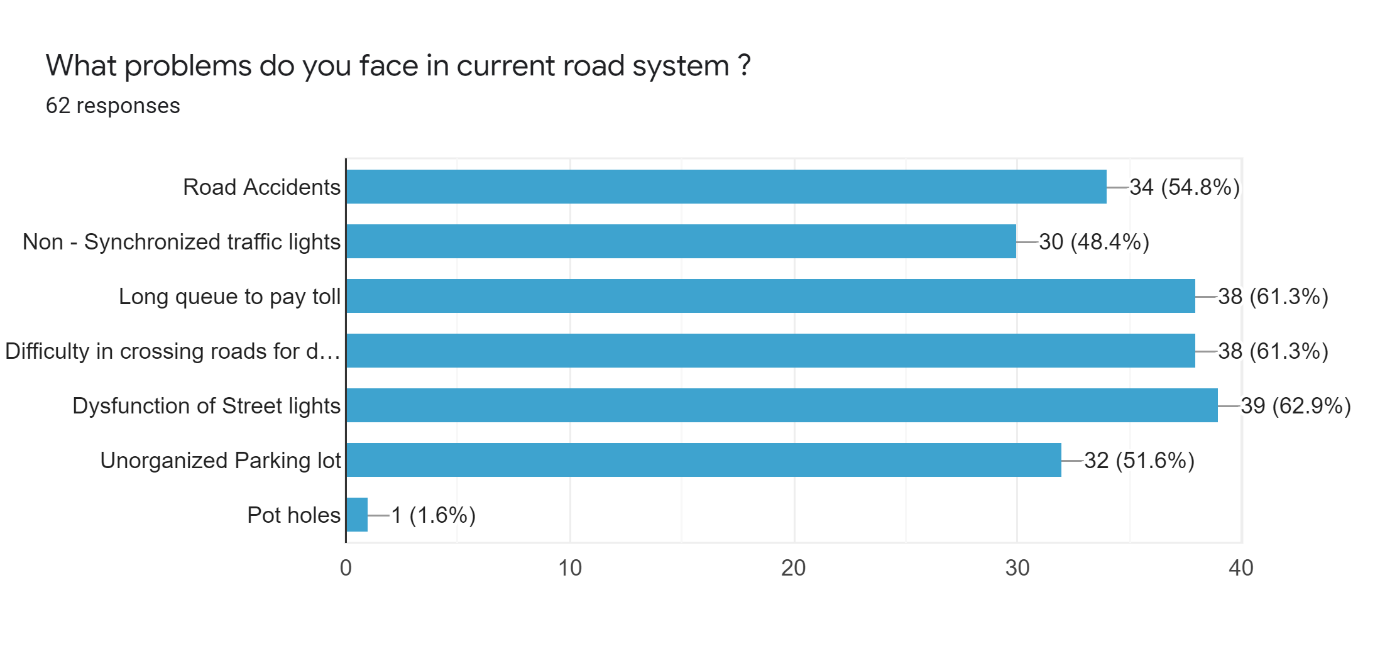 What problems do you face in current road system ?
62 responses
Road Accidents 34 (54.8%)
Non - Synchronized traffic lights 30 (48.4%)
Long queue to pay toll 38 (61.3%)
Difficulty in crossing roads for d… 38 (61.3%)
Dysfunction of Street lights 39 (62.9%)
Unorganized Parking lot 32 (51.6%)
Pot holes 1 (1.6%)
0 10 20 30 40